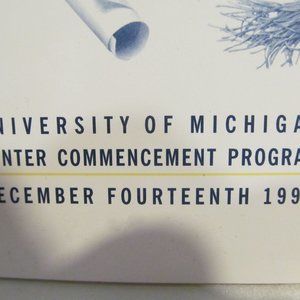 NIVERSITY OF MICHIGA
NTER COMMENCEMENT PROGRA
ECEMBER FOURTEENTH 199